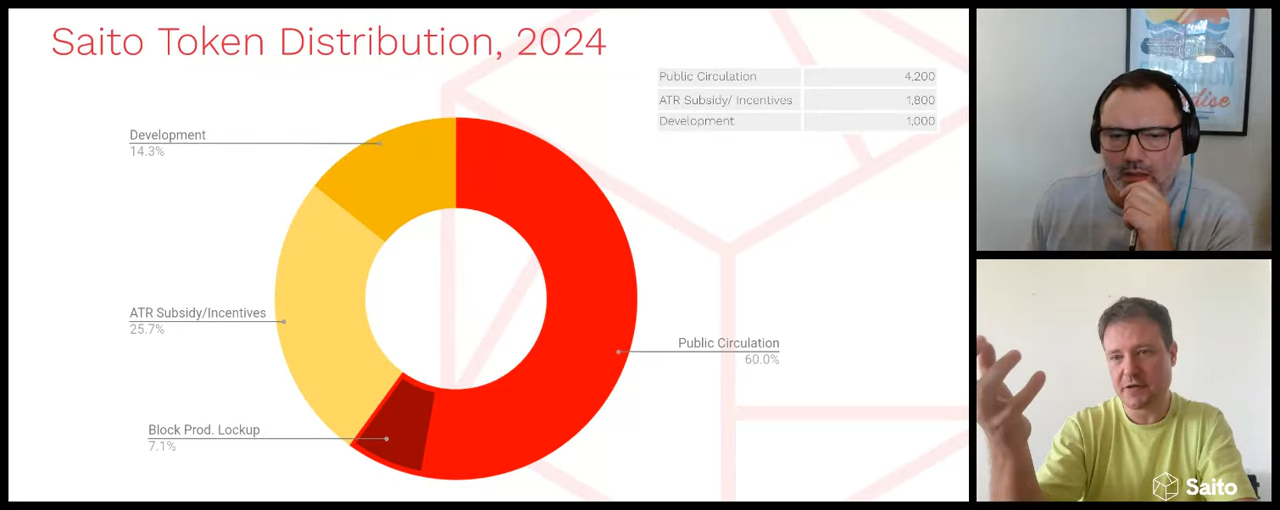 Saito Token Distribution, 2024
Public Circulation 4,200
ATR Subsidy/ Incentives 1,800
Development 1,000
Development
14.3%
ATR Subsidy/Incentives
25.7%
Public Circulation
60.0%
Block Prod. Lockup
7.1%
Saito